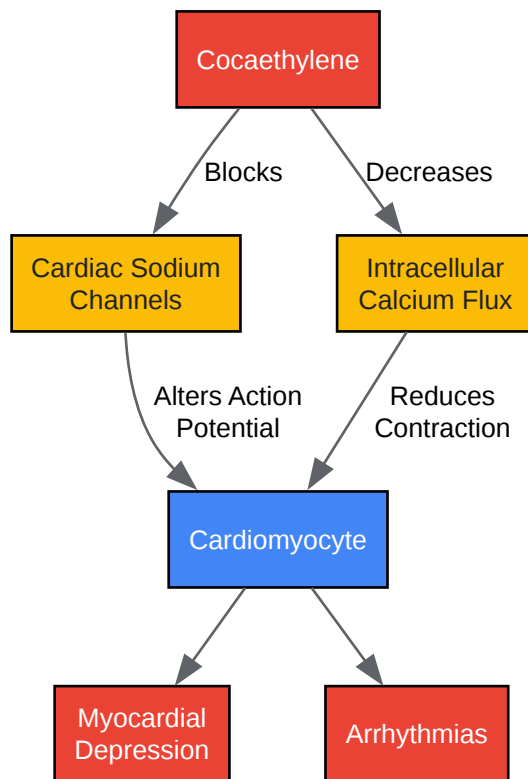 Cocaethylene
Blocks
Decreases
Cardiac Sodium
Channels
Intracellular
Calcium Flux
Alters Action
Potential
Reduces
Contraction
Cardiomyocyte
Myocardial
Depression
Arrhythmias